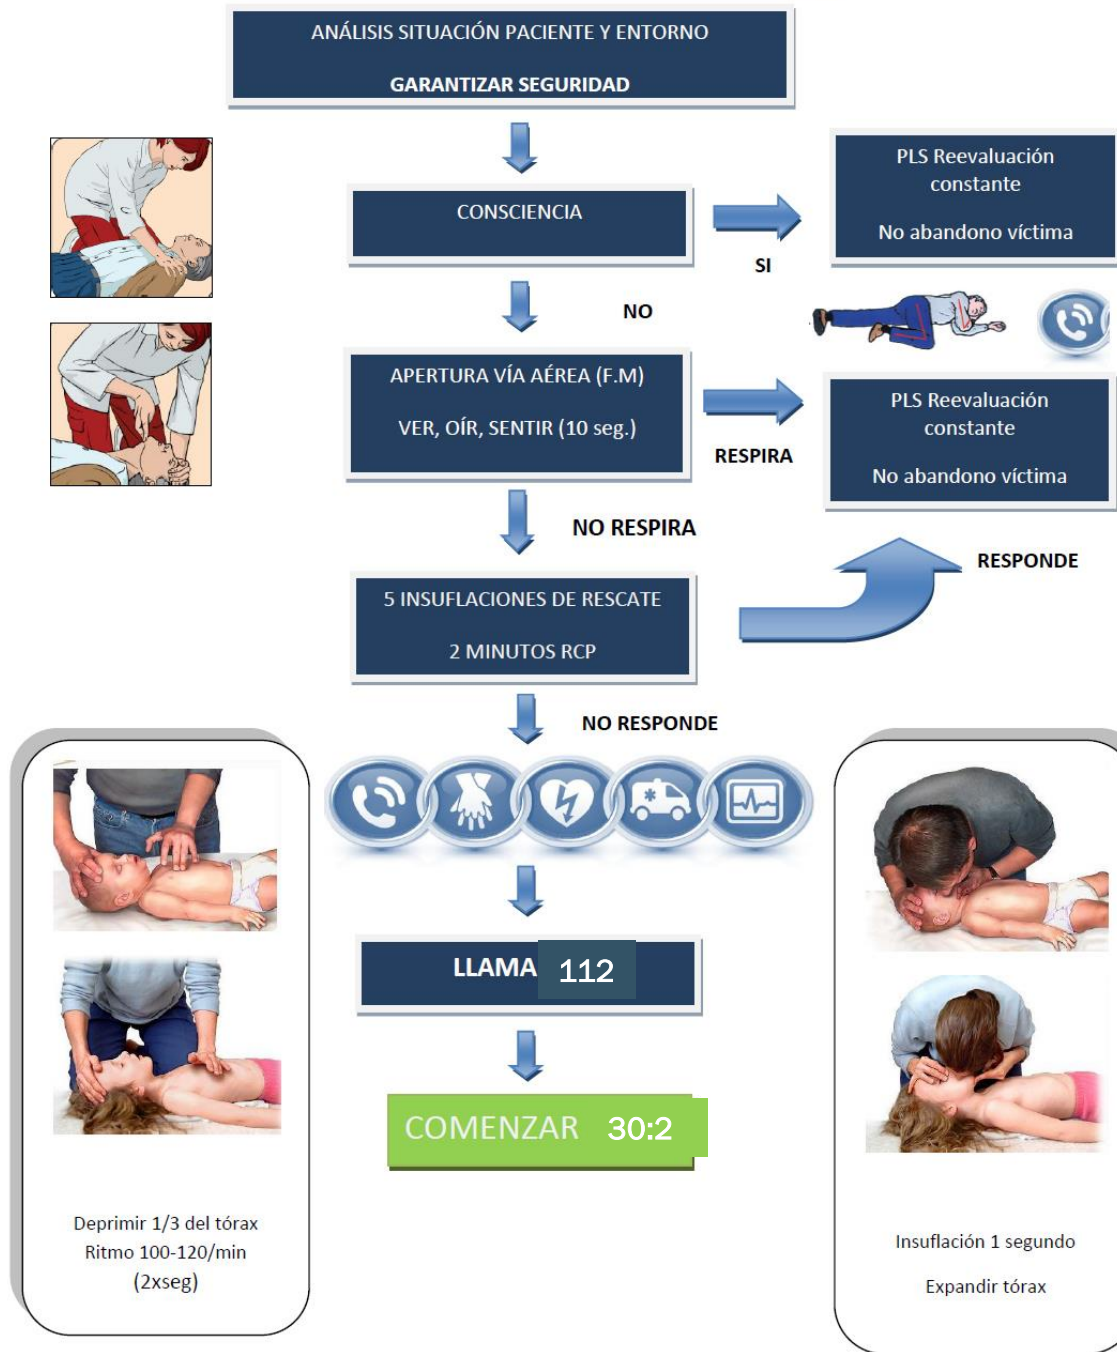 ANÁLISIS SITUACIÓN PACIENTE Y ENTORNO
GARANTIZAR SEGURIDAD
CONSCIENCIA
SI
PLS Reevaluación
constante
No abandono víctima
NO
APERTURA VÍA AÉREA (F.M)
VER, OÍR, SENTIR (10 seg.)
RESPIRA
PLS Reevaluación
constante
No abandono víctima
NO RESPIRA
RESPONDE
5 INSUFLACIONES DE RESCATE
2 MINUTOS RCP
NO RESPONDE
LLAMA 112
COMENZAR 30:2
Deprimir 1/3 del tórax
Ritmo 100-120/min
(2xseg)
Insuflación 1 segundo
Expandir tórax